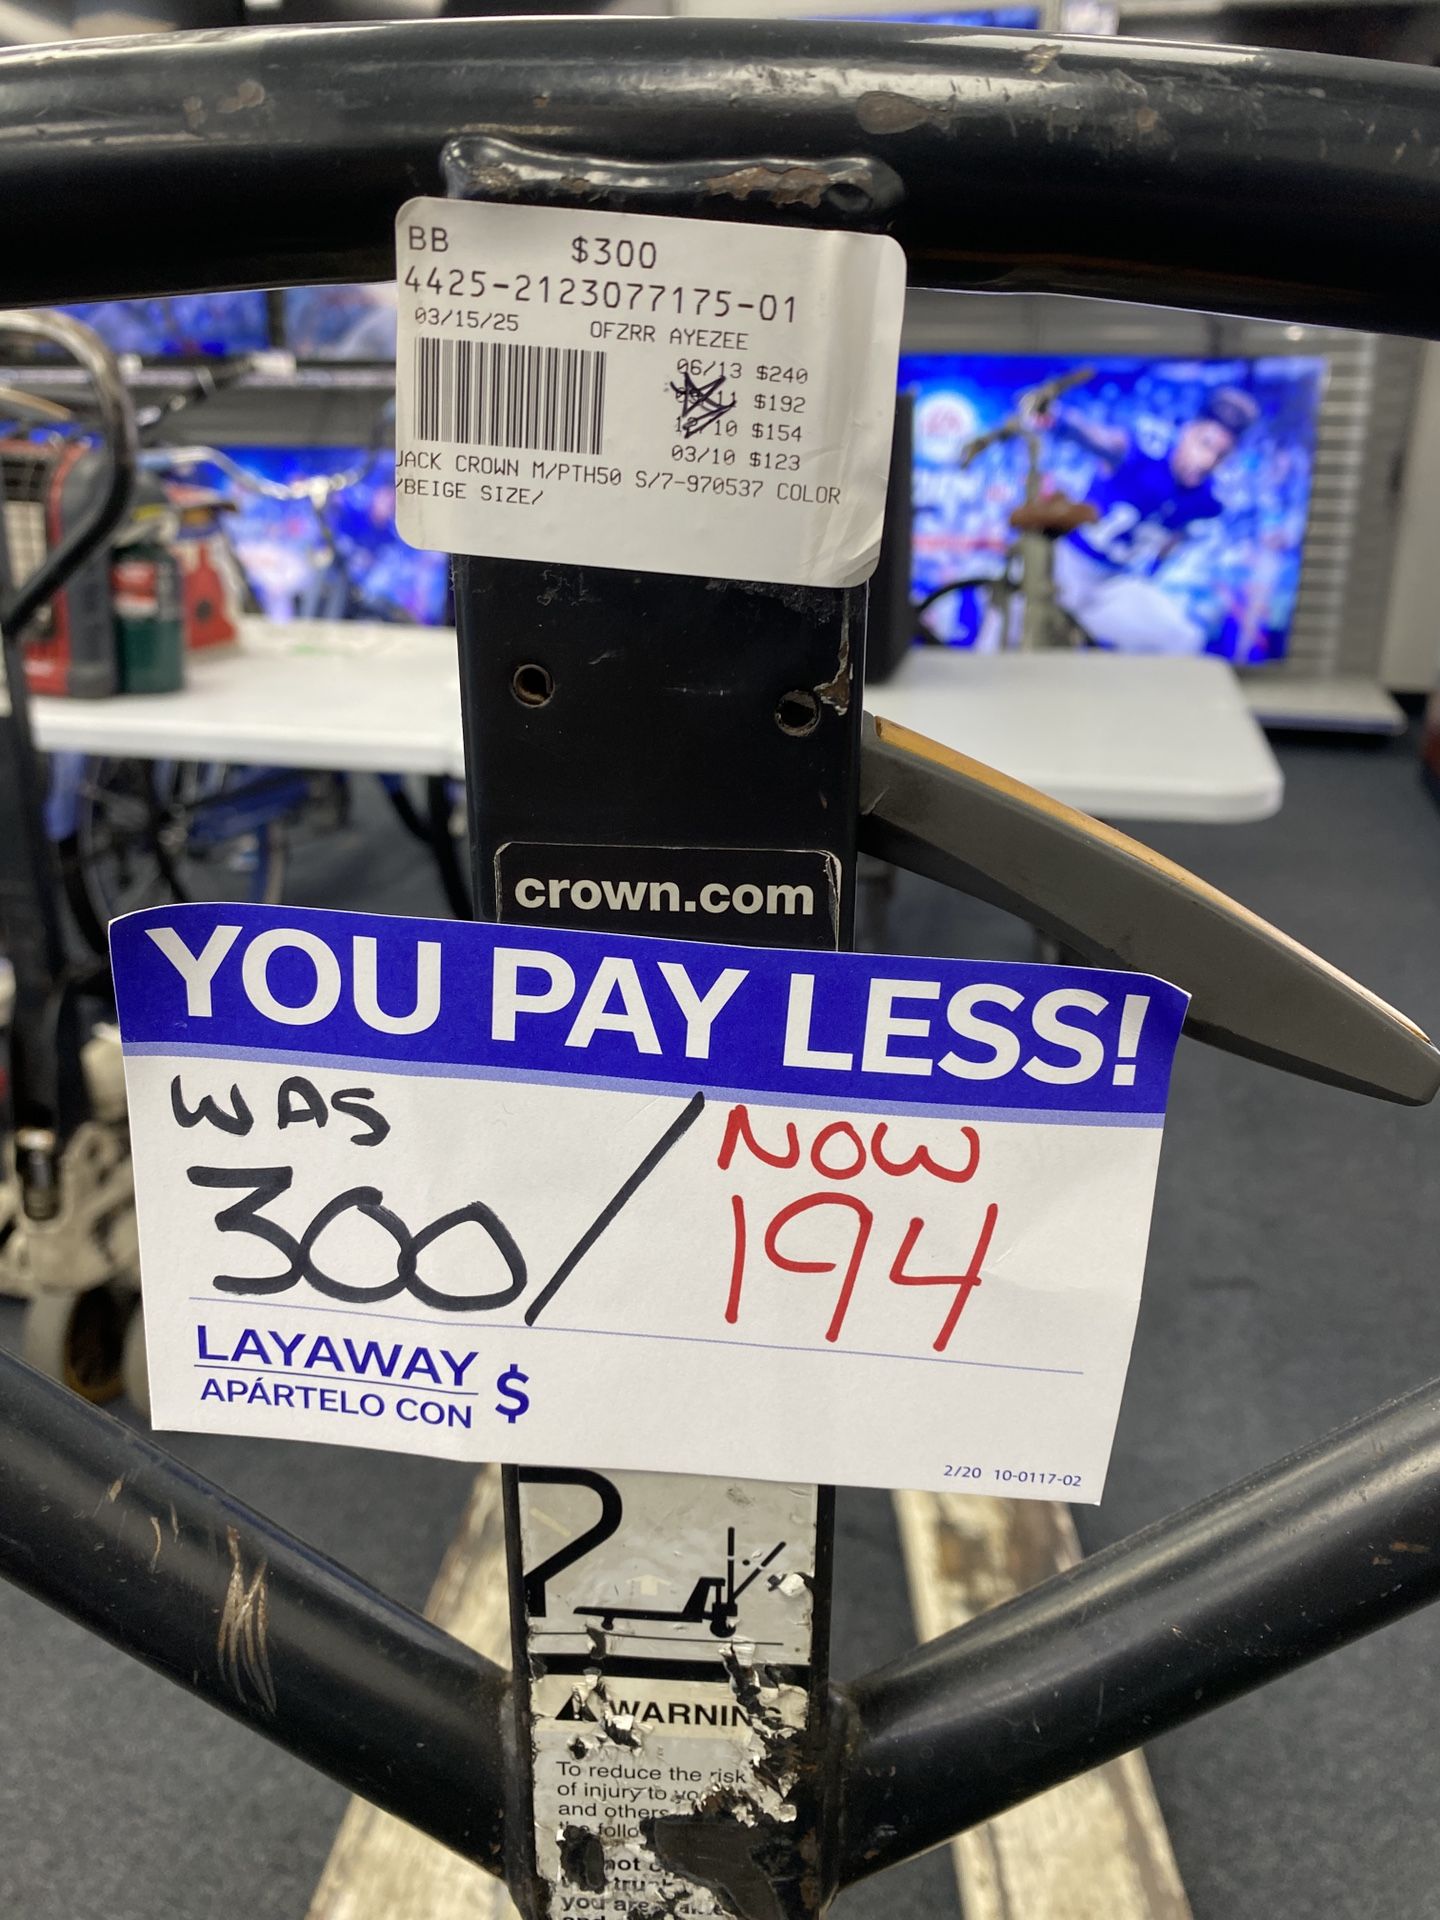 BB $300
4425-2123077175-01
03/15/25 OFZRR AYEZEE
06/13 $240
$192
12/10 $154
03/10 $123
JACK CROWN M/PTH50 S/7-970537 COLOR
/BEIGE SIZE/
crown.com
YOU PAY LESS!
WAS 300 / NOW 194
LAYAWAY $
APÁRTELO CON
2/20 10-0117-02
WARNING
To reduce the risk
of injury to
and others